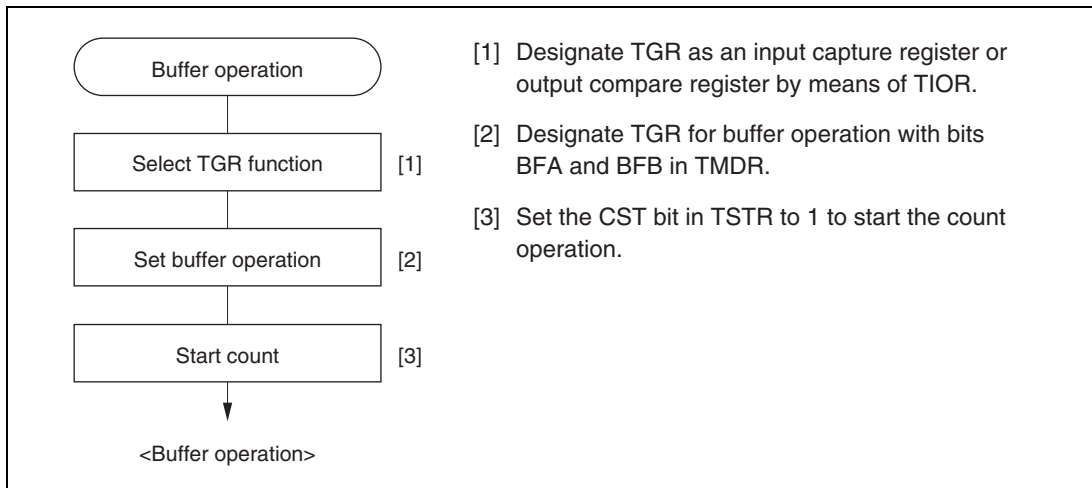 Buffer operation
Select TGR function
[1]
Set buffer operation
[2]
Start count
[3]
<Buffer operation>
[1] Designate TGR as an input capture register or
output compare register by means of TIOR.
[2] Designate TGR for buffer operation with bits
BFA and BFB in TMDR.
[3] Set the CST bit in TSTR to 1 to start the count
operation.